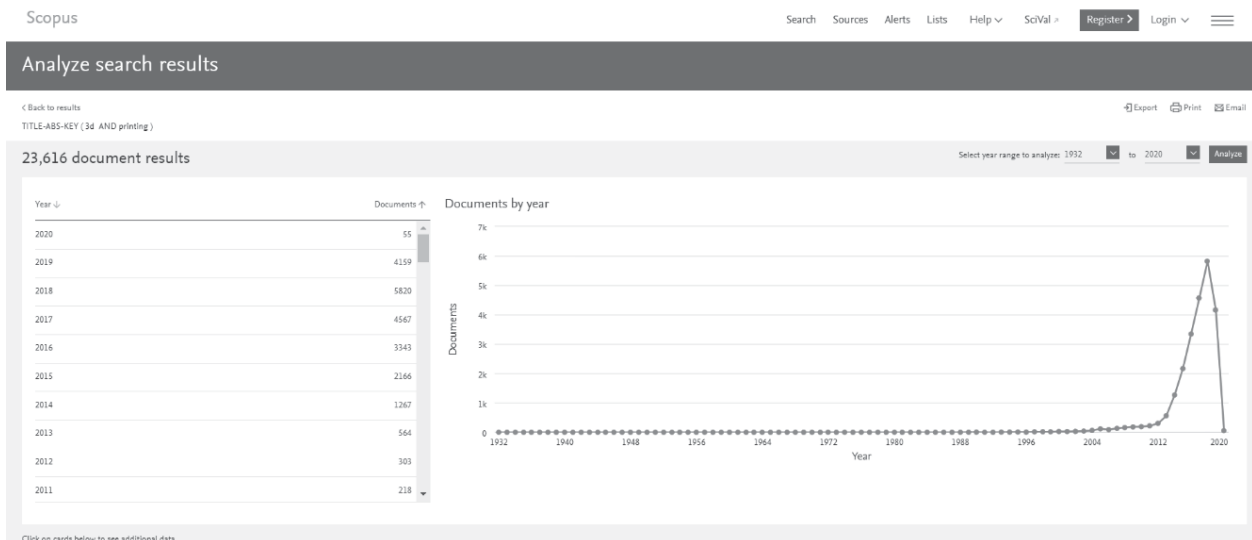 Scopus
Search Sources Alerts Lists Help SciVal Register Login
Analyze search results
Back to results
Export Print Email
TITLE-ABS-KEY ( 3d AND printing )
23,616 document results
Select year range to analyze: 1932 to 2020 Analyze
Year Documents
2020 55
2019 4159
2018 5820
2017 4567
2016 3343
2015 2166
2014 1267
2013 564
2012 303
2011 218
Documents by year
7k
6k
5k
4k
3k
2k
1k
0
Documents
1932 1940 1948 1956 1964 1972 1980 1988 1996 2004 2012 2020
Year
Click on cards below to see additional data